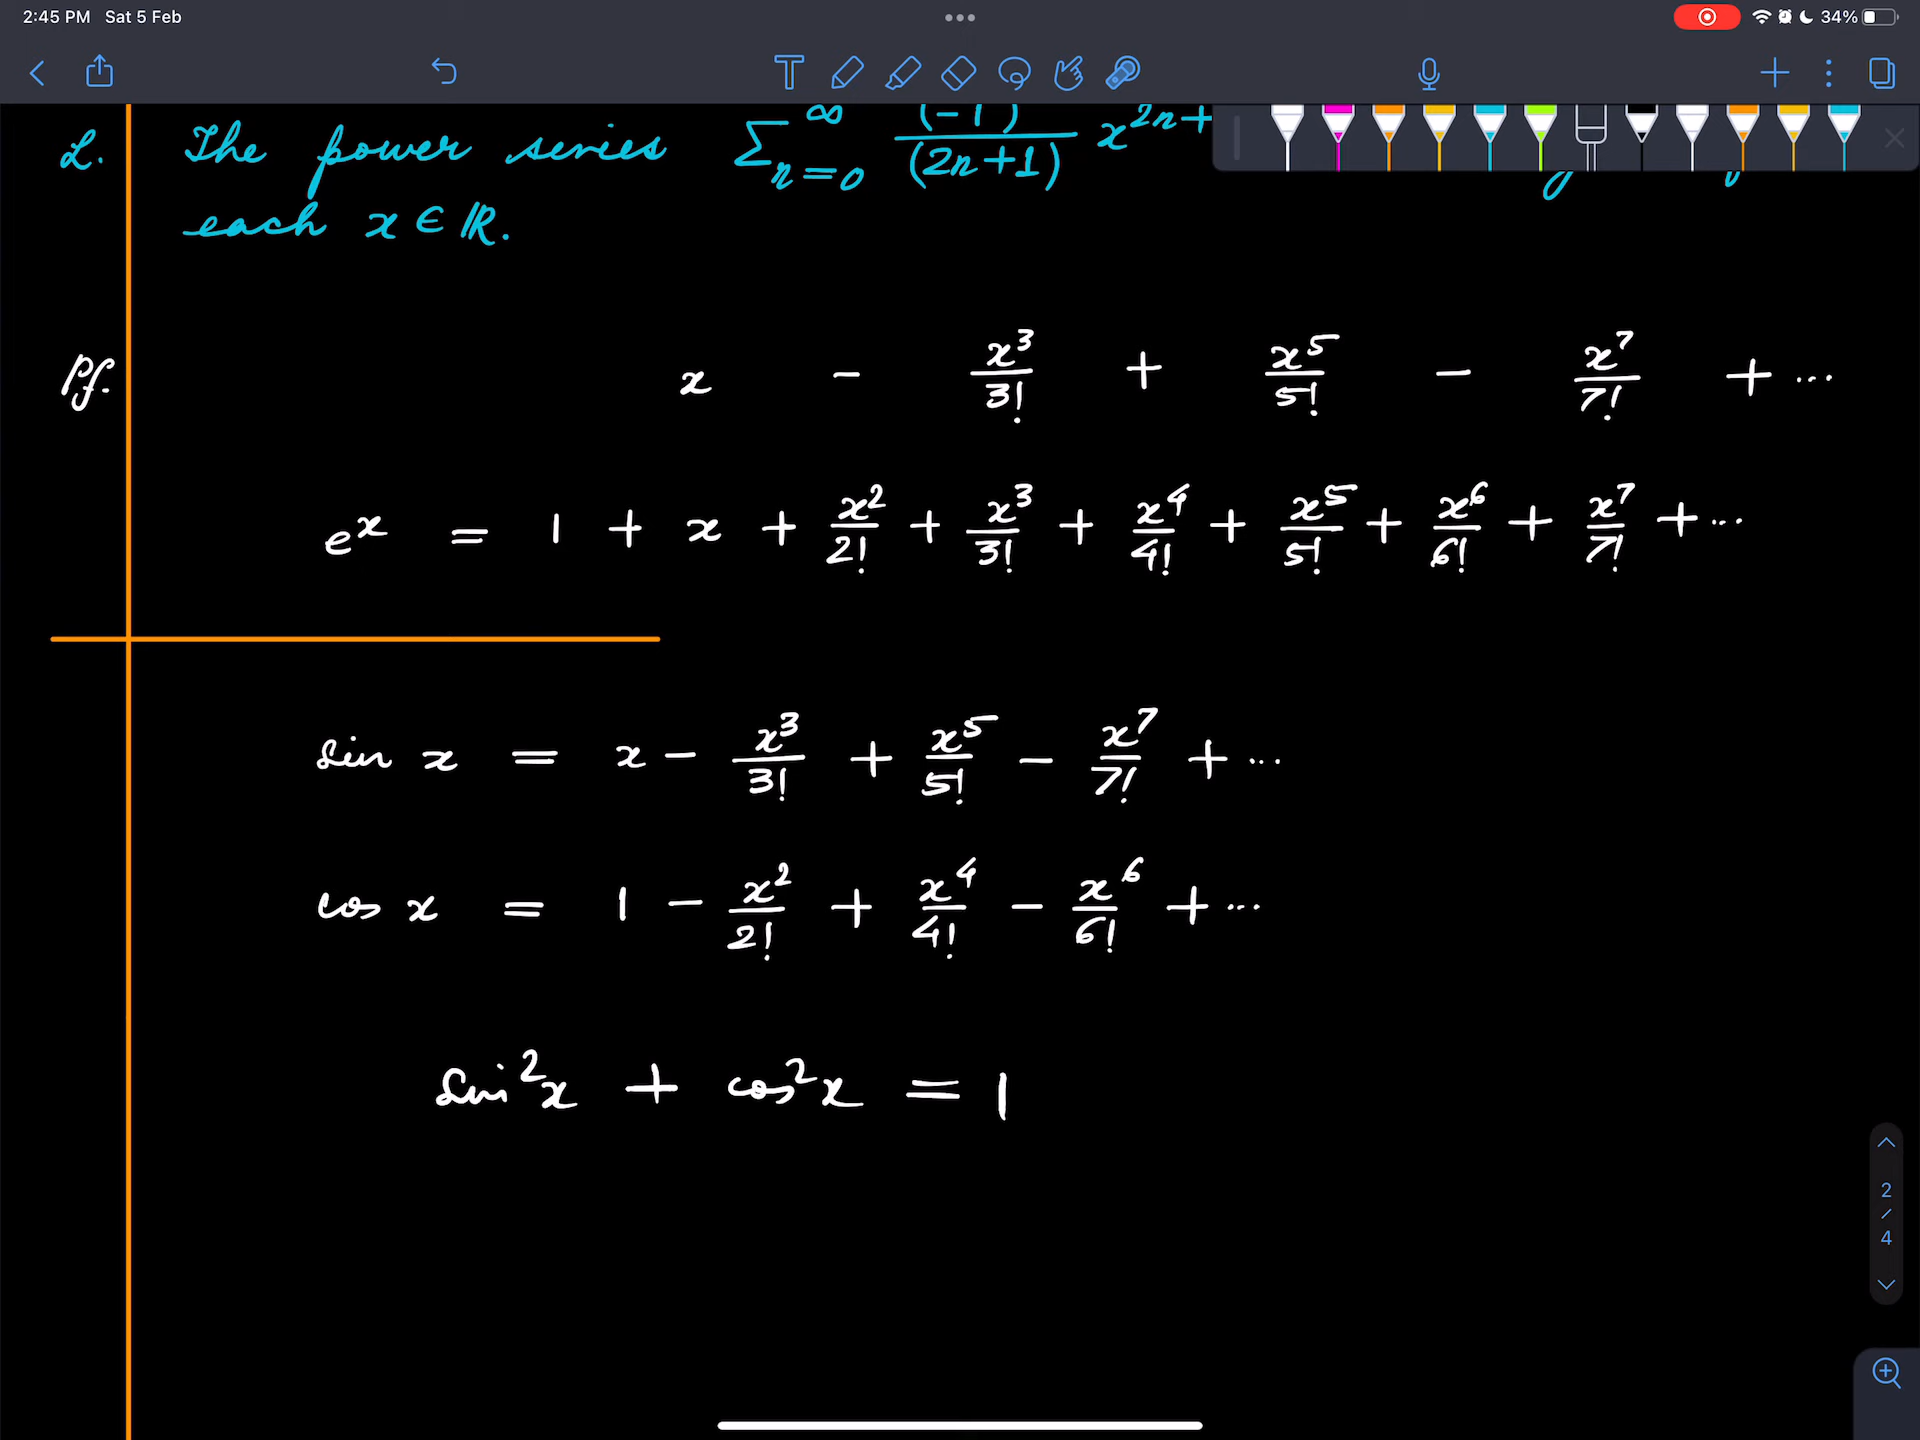 2:45 PM Sat 5 Feb
34%
L. The power series ∑_{n=0}^{∞} (-1)/(2n+1) x^{2n+
each x ∈ ℝ.
Pf. x - x³/3! + x⁵/5! - x⁷/7! + ...
e^x = 1 + x + x²/2! + x³/3! + x⁴/4! + x⁵/5! + x⁶/6! + x⁷/7! + ...
sin x = x - x³/3! + x⁵/5! - x⁷/7! + ...
cos x = 1 - x²/2! + x⁴/4! - x⁶/6! + ...
sin²x + cos²x = 1
2
/
4